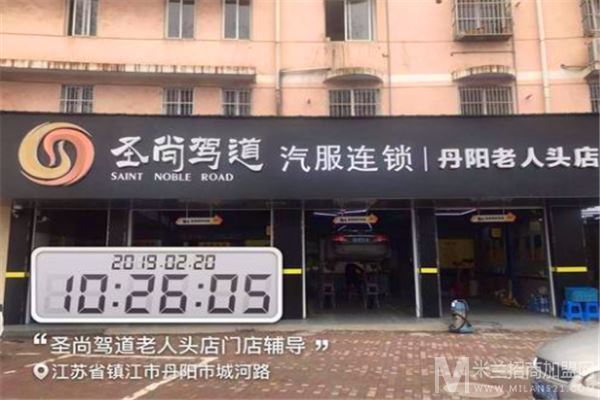 圣尚驾道 汽服连锁 | 丹阳老人头店
SAINT NOBLE ROAD
2019.02.20
10:26:05
“圣尚驾道老人头店门店辅导”
江苏省镇江市丹阳市城河路
米兰招商加盟网
WWW.MILANS21.COM